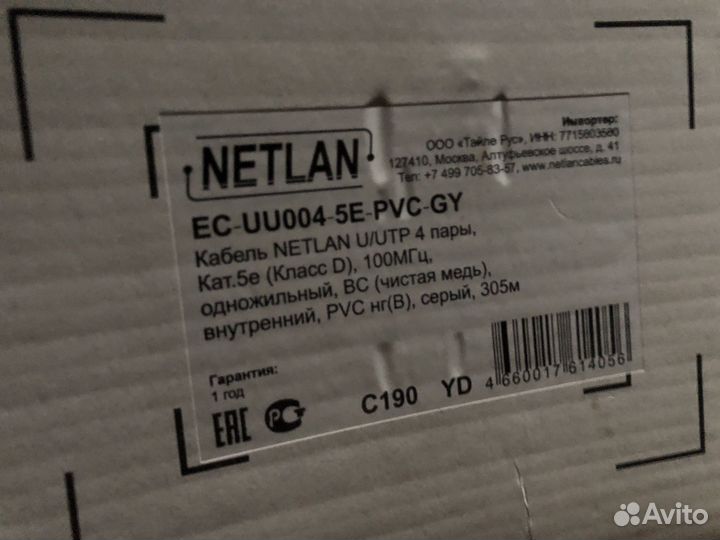 Импортер:
ООО «Тайле Рус», ИНН: 7715803580
127410, Москва, Алтуфьевское шоссе, д. 41
Тел: +7 499 705-83-57, www.netlancables.ru
NETLAN
EC-UU004-5E-PVC-GY
Кабель NETLAN U/UTP 4 пары,
Кат.5е (Класс D), 100МГц,
одножильный, BC (чистая медь),
внутренний, PVC нг(B), серый, 305м
Гарантия:
1 год
EAC
РСТ
C190 YD
4 660017 614056
Avito